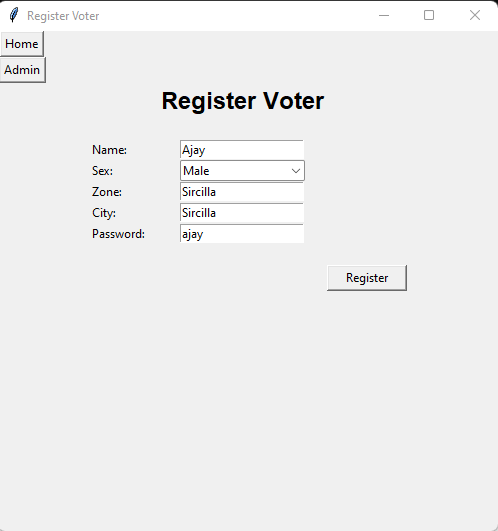 Register Voter
Home
Admin
Register Voter
Name: Ajay
Sex: Male
Zone: Sircilla
City: Sircilla
Password: ajay
Register